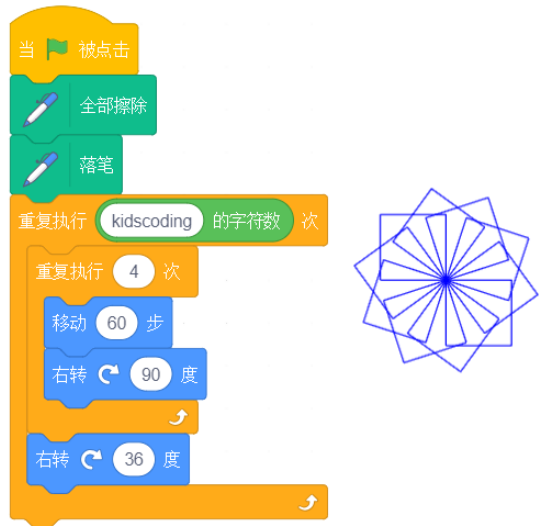 当 被点击
全部擦除
落笔
重复执行 kidscoding 的字符数 次
重复执行 4 次
移动 60 步
右转 90 度
右转 36 度